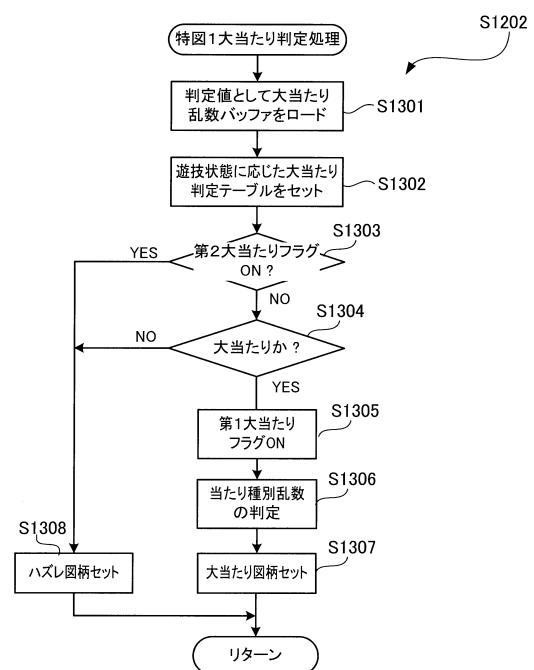 S1202
特図１大当たり判定処理
判定値として大当たり
乱数バッファをロード
S1301
遊技状態に応じた大当たり
判定テーブルをセット
S1302
S1303
YES
第２大当たりフラグ
ON？
NO
S1304
NO
大当たりか？
YES
S1305
第１大当たり
フラグON
S1306
当たり種別乱数
の判定
S1308
S1307
ハズレ図柄セット
大当たり図柄セット
リターン